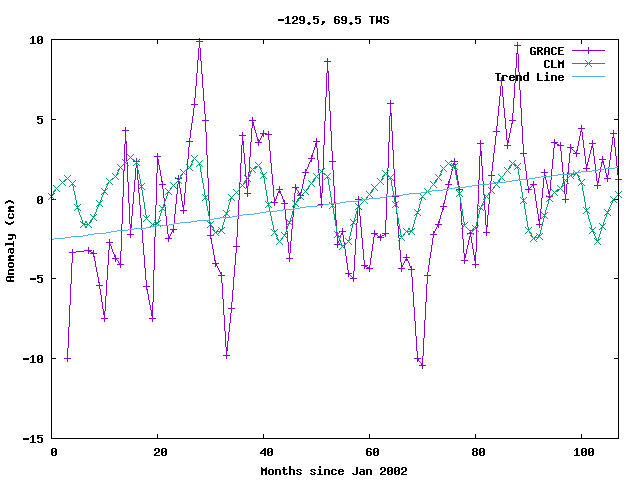 -129.5, 69.5 TWS
GRACE
CLM
Trend Line
10
5
0
-5
-10
-15
Anomaly (cm)
0 20 40 60 80 100
Months since Jan 2002